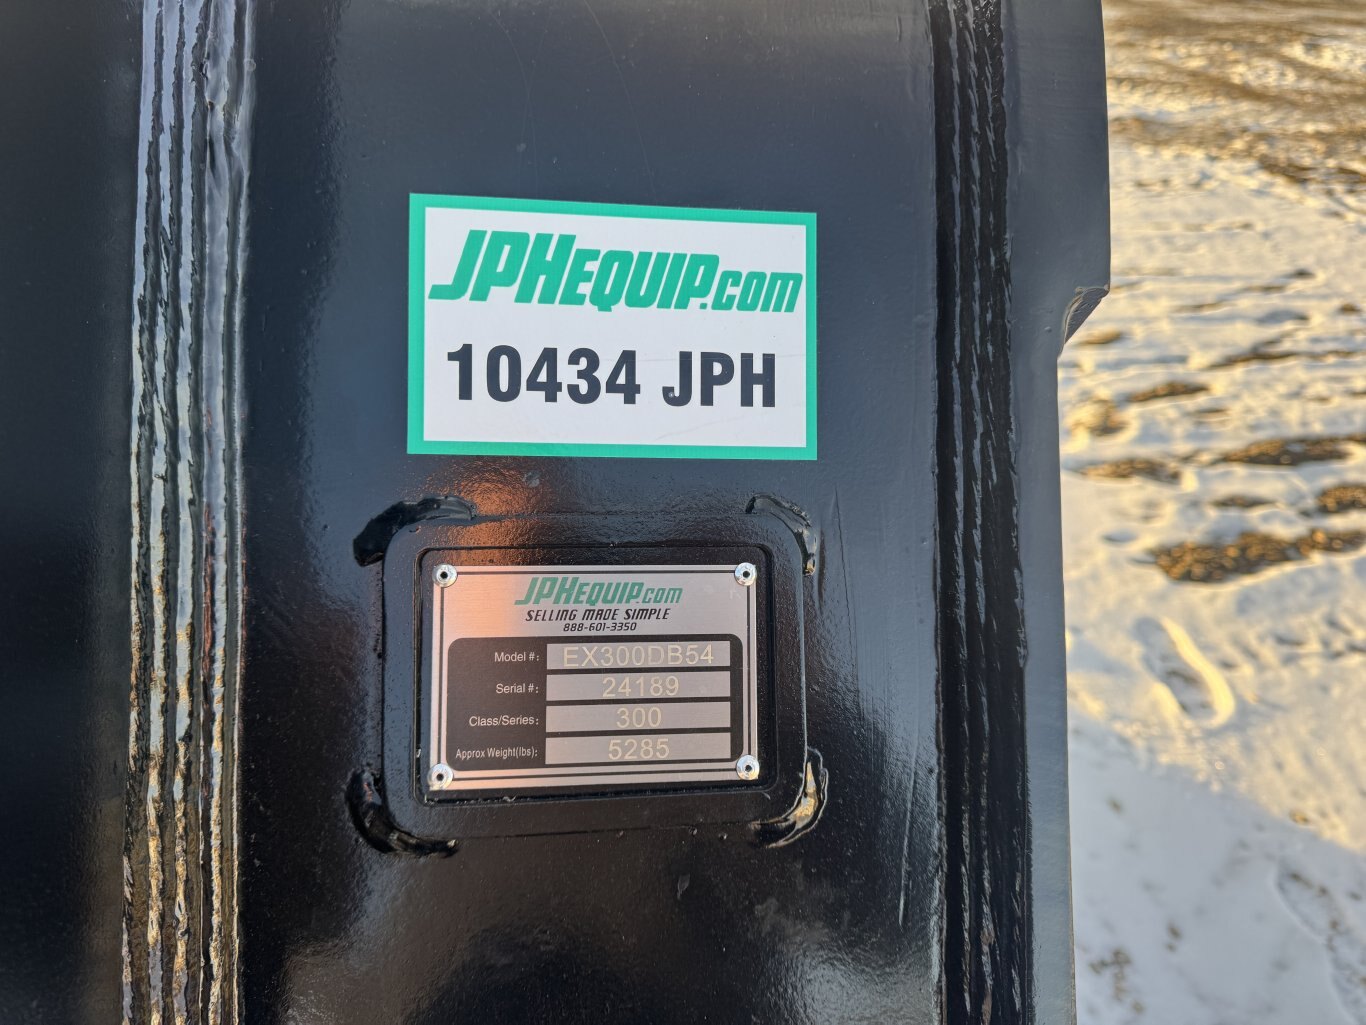 JPHEQUIP.com
10434 JPH
JPHEQUIP.com
SELLING MADE SIMPLE
888-601-3350
Model #: EX300DB54
Serial #: 24189
Class/Series: 300
Approx Weight(lbs): 5285